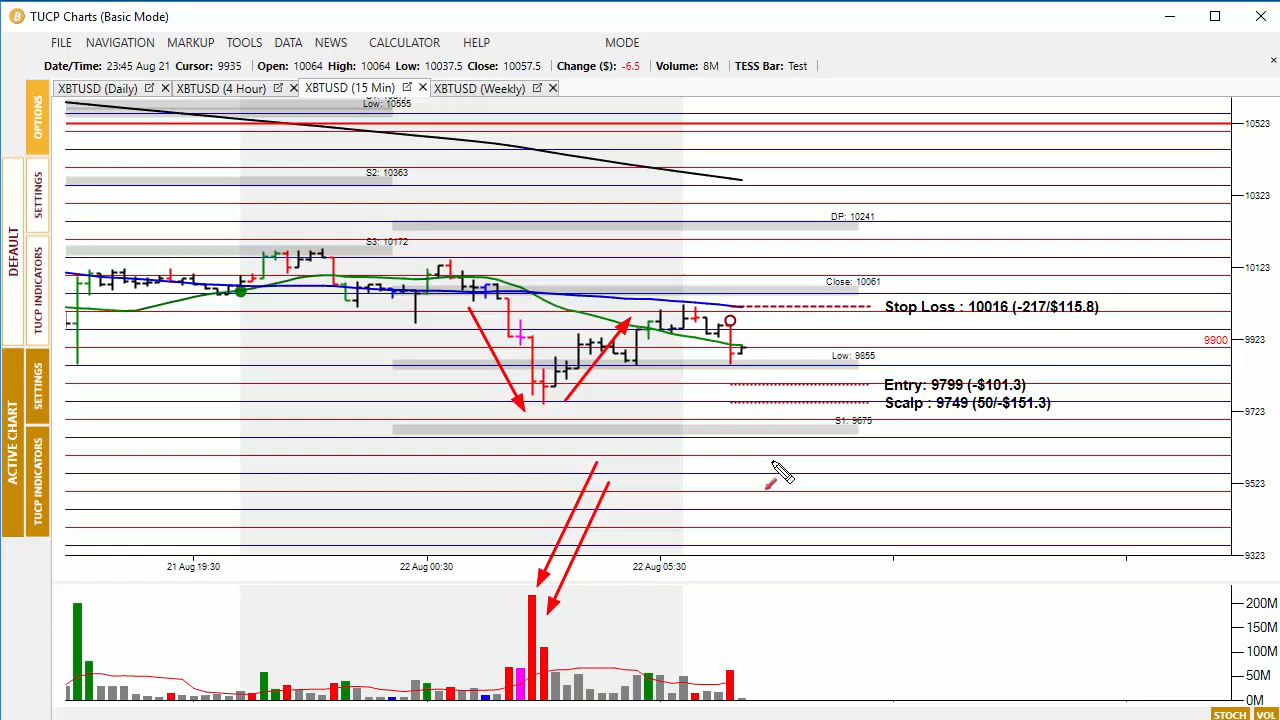 TUCP Charts (Basic Mode)
FILE NAVIGATION MARKUP TOOLS DATA NEWS CALCULATOR HELP MODE
Date/Time: 23:45 Aug 21 Cursor: 9935 Open: 10064 High: 10064 Low: 10037.5 Close: 10057.5 Change ($): -6.5 Volume: 8M TESS Bar: Test
XBTUSD (Daily) XBTUSD (4 Hour) XBTUSD (15 Min) XBTUSD (Weekly)
OPTIONS
DEFAULT
SETTINGS
TUCP INDICATORS
ACTIVE CHART
SETTINGS
TUCP INDICATORS
Low: 10555
10523
S2: 10363
10323
DP: 10241
S3: 10172
10123
Close: 10061
Stop Loss : 10016 (-217/$115.8)
9923
9900
Low: 9855
Entry: 9799 (-$101.3)
Scalp : 9749 (50/-$151.3)
9723
S1: 9675
9523
9323
21 Aug 19:30 22 Aug 00:30 22 Aug 05:30
200M
150M
100M
50M
0M
STOCH VOL